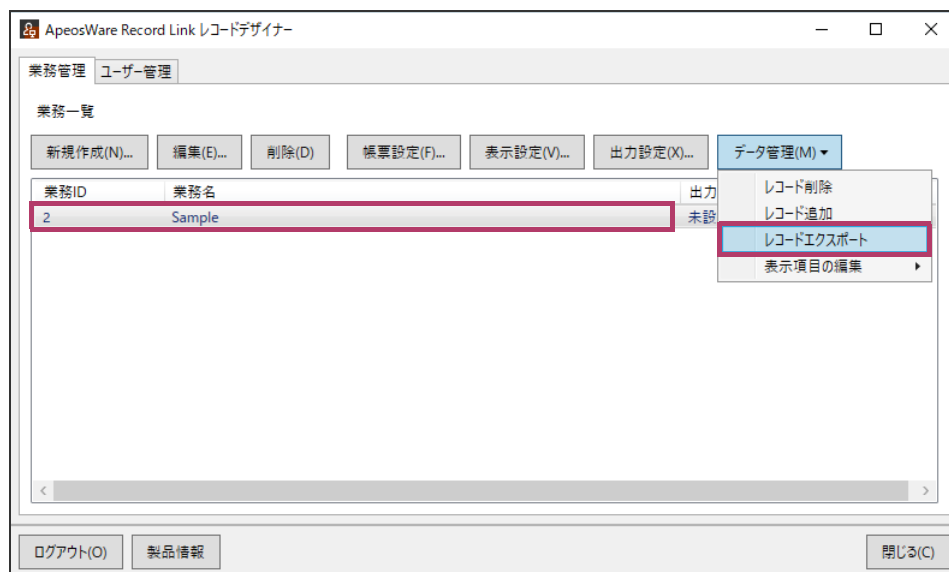 ApeosWare Record Link レコードデザイナー
業務管理 ユーザー管理
業務一覧
新規作成(N)... 編集(E)... 削除(D) 帳票設定(F)... 表示設定(V)... 出力設定(X)... データ管理(M)▼
業務ID 業務名 出力
2 Sample 未設
レコード削除
レコード追加
レコードエクスポート
表示項目の編集
ログアウト(O) 製品情報 閉じる(C)